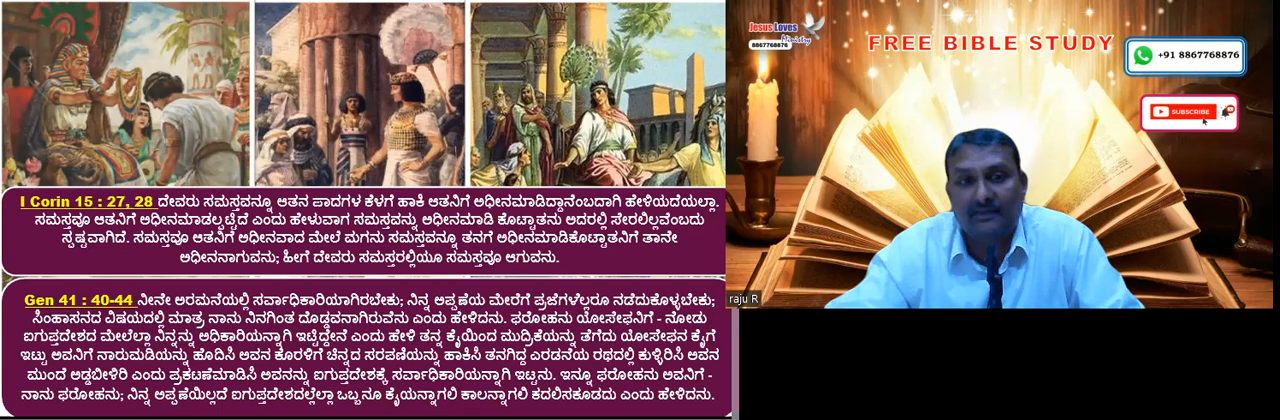 I Corin 15 : 27, 28 ದೇವರು ಸಮಸ್ತವನ್ನೂ ಆತನ ಪಾದಗಳ ಕೆಳಗೆ ಹಾಕಿ ಆತನಿಗೆ ಅಧೀನಮಾಡಿದ್ದಾನೆಂಬದಾಗಿ ಹೇಳಿಯದೆಯಲ್ಲಾ.
ಸಮಸ್ತವೂ ಆತನಿಗೆ ಅಧೀನಮಾಡಲ್ಪಟ್ಟಿದೆ ಎಂದು ಹೇಳುವಾಗ ಸಮಸ್ತವನ್ನು ಅಧೀನಮಾಡಿ ಕೊಟ್ಟಾತನು ಅದರಲ್ಲಿ ಸೇರಲಿಲ್ಲವೆಂಬದು
ಸ್ಪಷ್ಟವಾಗಿದೆ. ಸಮಸ್ತವೂ ಆತನಿಗೆ ಅಧೀನವಾದ ಮೇಲೆ ಮಗನು ಸಮಸ್ತವನ್ನೂ ತನಗೆ ಅಧೀನಮಾಡಿಕೊಟ್ಟಾತನಿಗೆ ತಾನೇ
ಅಧೀನನಾಗುವನು; ಹೀಗೆ ದೇವರು ಸಮಸ್ತರಲ್ಲಿಯೂ ಸಮಸ್ತವೂ ಆಗುವನು.
Gen 41 : 40-44 ನೀನೇ ಅರಮನೆಯಲ್ಲಿ ಸರ್ವಾಧಿಕಾರಿಯಾಗಿರಬೇಕು; ನಿನ್ನ ಅಪ್ಪಣೆಯ ಮೇರೆಗೆ ಪ್ರಜೆಗಳೆಲ್ಲರೂ ನಡೆದುಕೊಳ್ಳಬೇಕು;
ಸಿಂಹಾಸನದ ವಿಷಯದಲ್ಲಿ ಮಾತ್ರ ನಾನು ನಿನಗಿಂತ ದೊಡ್ಡವನಾಗಿರುವೆನು ಎಂದು ಹೇಳಿದನು. ಫರೋಹನು ಯೋಸೇಫನಿಗೆ - ನೋಡು
ಐಗುಪ್ತದೇಶದ ಮೇಲೆಲ್ಲಾ ನಿನ್ನನ್ನು ಅಧಿಕಾರಿಯನ್ನಾಗಿ ಇಟ್ಟಿದ್ದೇನೆ ಎಂದು ಹೇಳಿ ತನ್ನ ಕೈಯಿಂದ ಮುದ್ರಿಕೆಯನ್ನು ತೆಗೆದು ಯೋಸೇಫನ ಕೈಗೆ
ಇಟ್ಟು ಅವನಿಗೆ ನಾರುಮಡಿಯನ್ನು ಹೊದಿಸಿ ಅವನ ಕೊರಳಿಗೆ ಚಿನ್ನದ ಸರಪಣಿಯನ್ನು ಹಾಕಿಸಿ ತನಗಿದ್ದ ಎರಡನೆಯ ರಥದಲ್ಲಿ ಕುಳ್ಳಿರಿಸಿ ಅವನ
ಮುಂದೆ ಅಡ್ಡಬೀಳಿರಿ ಎಂದು ಪ್ರಕಟಣೆಮಾಡಿಸಿ ಅವನನ್ನು ಐಗುಪ್ತದೇಶಕ್ಕೆ ಸರ್ವಾಧಿಕಾರಿಯನ್ನಾಗಿ ಇಟ್ಟನು. ಇನ್ನೂ ಫರೋಹನು ಅವನಿಗೆ -
ನಾನು ಫರೋಹನು; ನಿನ್ನ ಅಪ್ಪಣೆಯಿಲ್ಲದೆ ಐಗುಪ್ತದೇಶದಲ್ಲೆಲ್ಲಾ ಒಬ್ಬನೂ ಕೈಯನ್ನಾಗಲಿ ಕಾಲನ್ನಾಗಲಿ ಕದಲಿಸಕೂಡದು ಎಂದು ಹೇಳಿದನು.
Jesus Loves
Ministry
8867768876
FREE BIBLE STUDY
+91 8867768876
SUBSCRIBE
raju R